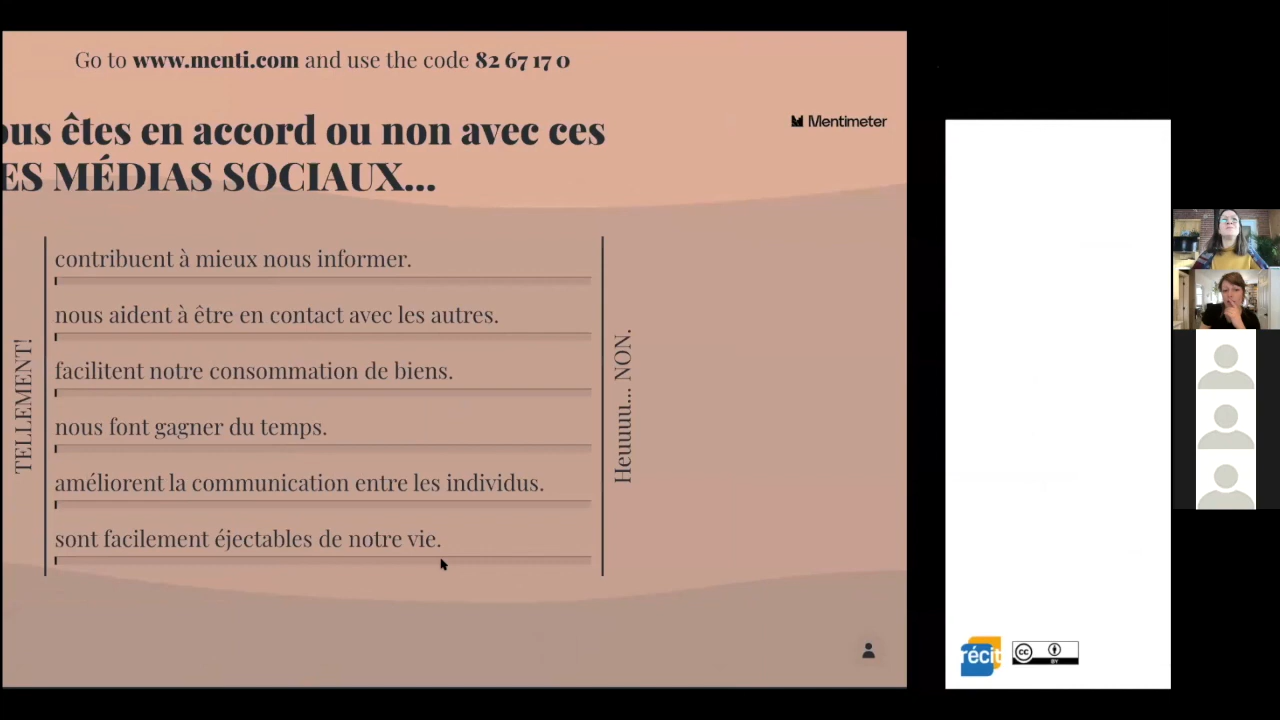 Go to www.menti.com and use the code 82 67 17 0
êtes en accord ou non avec ces
MÉDIAS SOCIAUX...
Mentimeter
TELLEMENT!
contribuent à mieux nous informer.
nous aident à être en contact avec les autres.
facilitent notre consommation de biens.
nous font gagner du temps.
améliorent la communication entre les individus.
sont facilement éjectables de notre vie.
Heuuuu... NON.
récit
cc
BY